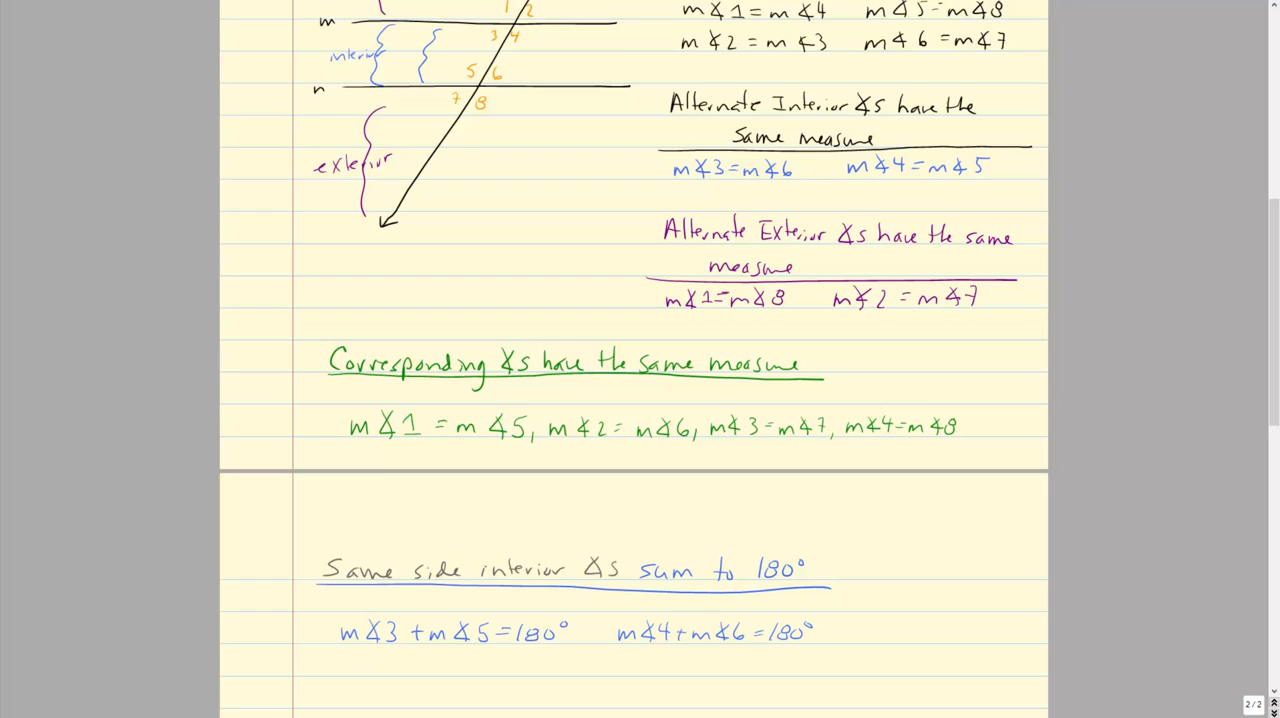 1 2
m
3 4
interior
5 6
n
7 8
exterior
m∡1 = m∡4 m∡5 = m∡8
m∡2 = m∡3 m∡6 = m∡7
Alternate Interior ∡s have the
same measure
m∡3 = m∡6 m∡4 = m∡5
Alternate Exterior ∡s have the same
measure
m∡1 = m∡8 m∡2 = m∡7
Corresponding ∡s have the same measure
m∡1 = m∡5, m∡2 = m∡6, m∡3 = m∡7, m∡4 = m∡8
Same side interior ∡s sum to 180°
m∡3 + m∡5 = 180° m∡4 + m∡6 = 180°
2 / 2